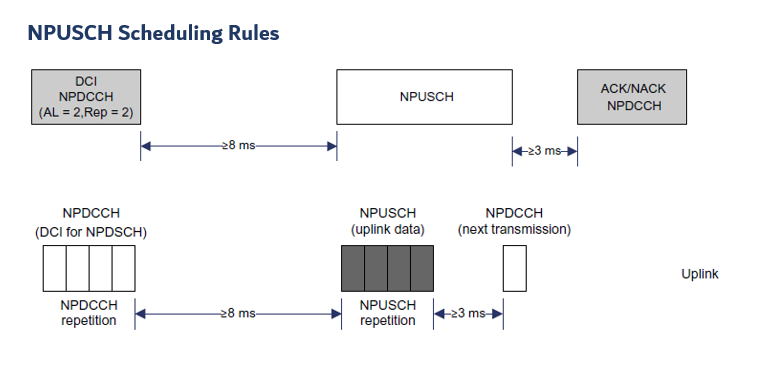 NPUSCH Scheduling Rules
DCI
NPDCCH
(AL = 2,Rep = 2)
NPUSCH
ACK/NACK
NPDCCH
≥8 ms
≥3 ms
NPDCCH
(DCI for NPDSCH)
NPUSCH
(uplink data)
NPDCCH
(next transmission)
Uplink
NPDCCH
repetition
≥8 ms
NPUSCH
repetition
≥3 ms